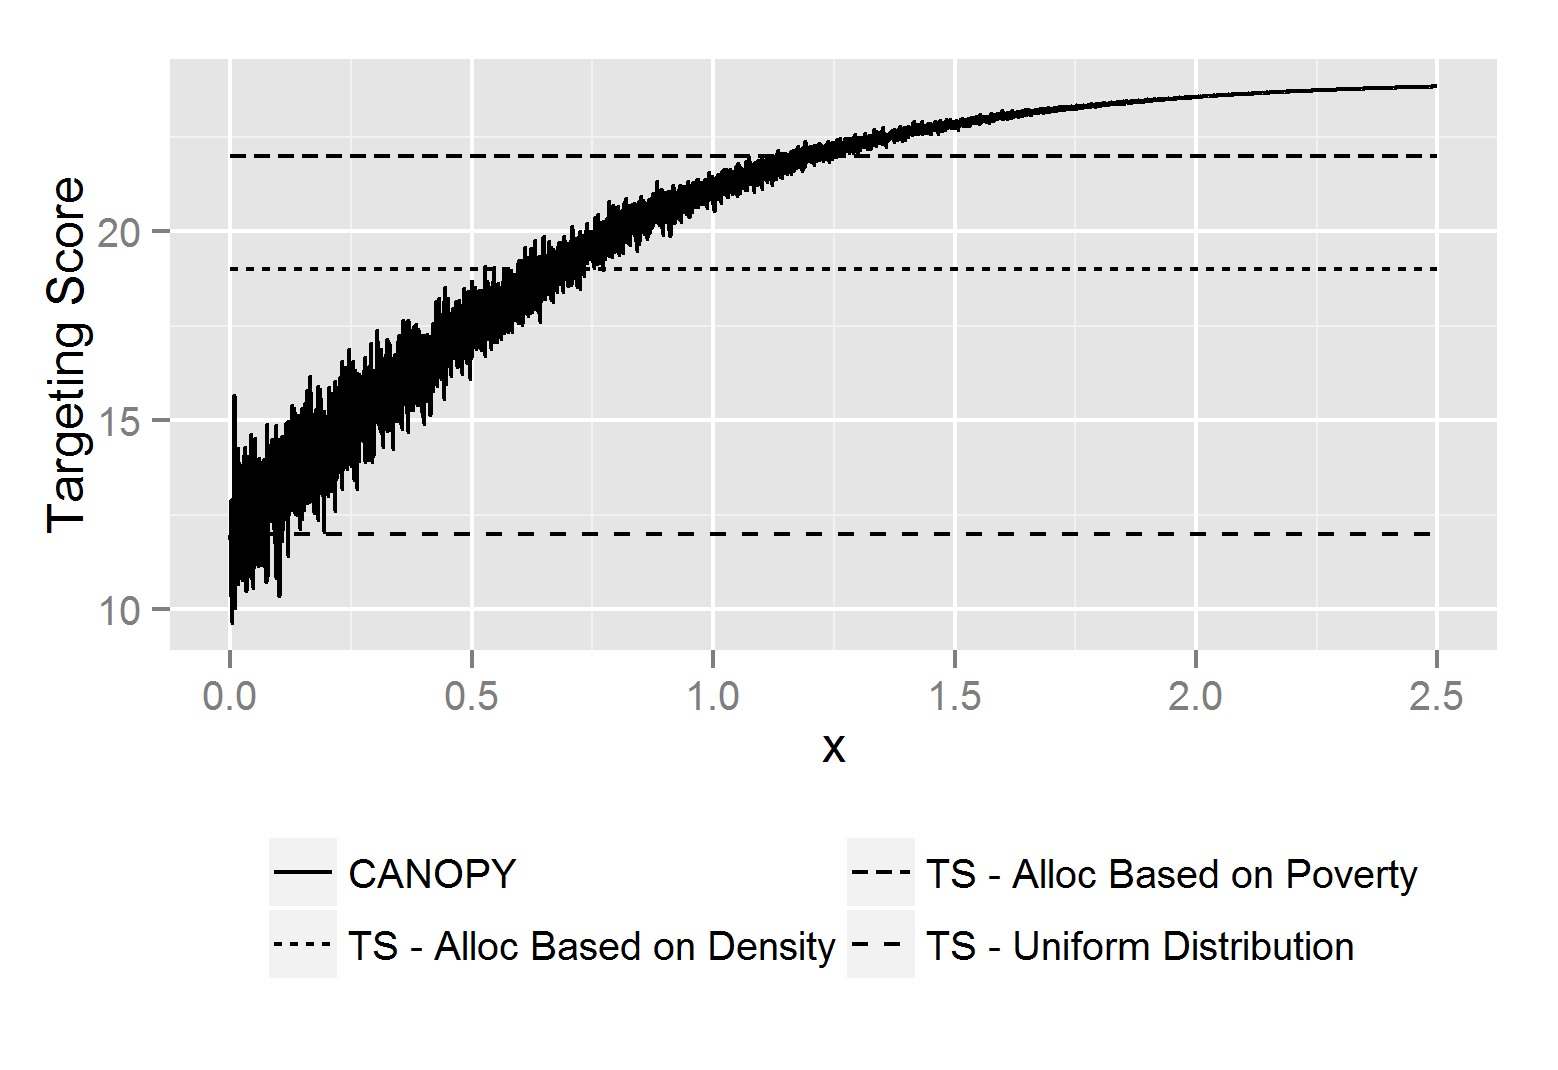 Targeting Score
20
15
10
0.0 0.5 1.0 1.5 2.0 2.5
x
CANOPY TS - Alloc Based on Poverty
TS - Alloc Based on Density TS - Uniform Distribution